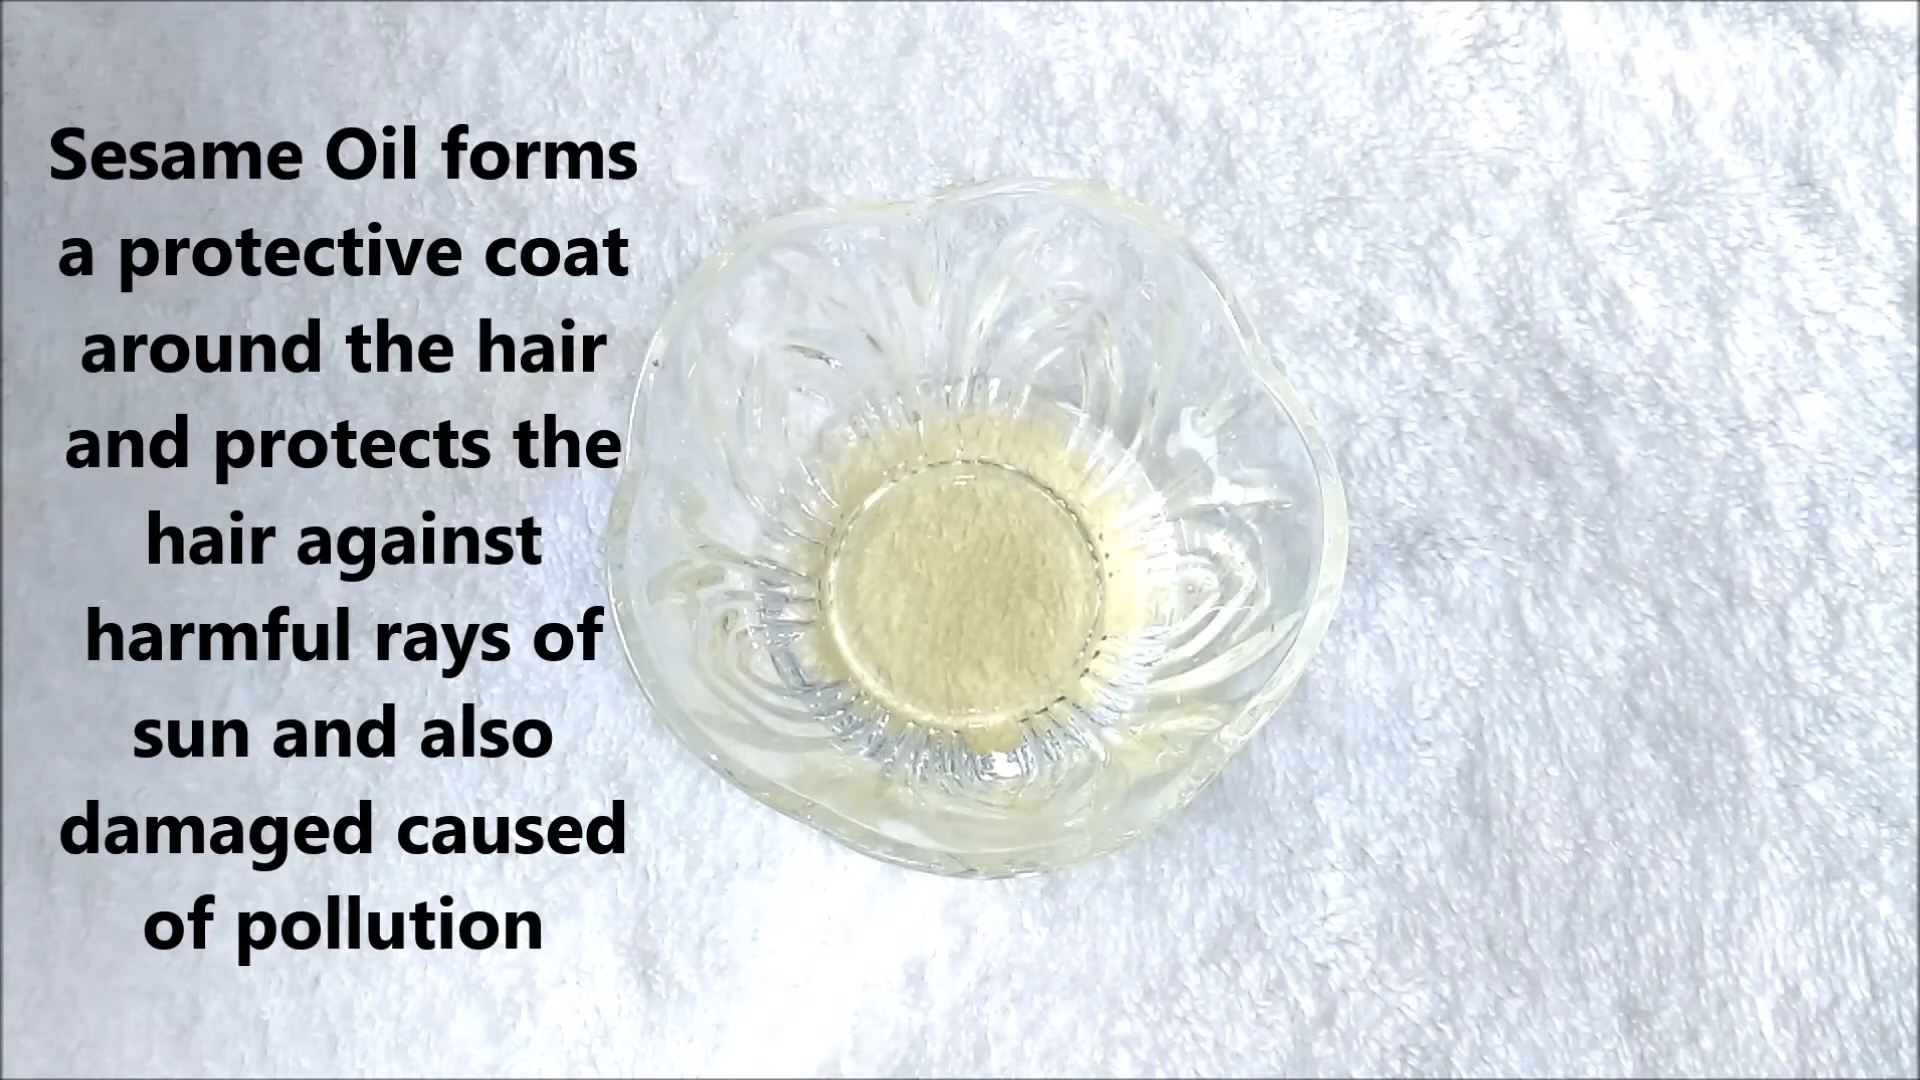 Sesame Oil forms
a protective coat
around the hair
and protects the
hair against
harmful rays of
sun and also
damaged caused
of pollution